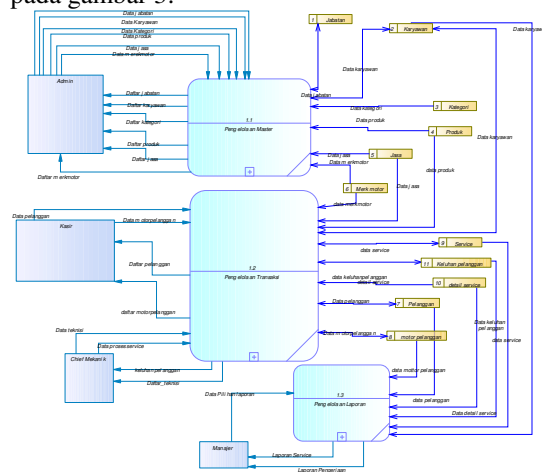 pada gambar 3.
Data jabatan
Data Karyawan
Data Kategori
Data produk
Data jasa
Data merkmotor
Admin
Daftar jabatan
Daftar karyawan
Daftar kategori
Daftar produk
Daftar jasa
Daftar merkmotor
1.1
Pengelolaan Master
1 Jabatan
2 Karyawan
Data karyawan
Data karyawan
Data jabatan
Data kategori
3 Kategori
Data produk
4 Produk
Data karyawan
5 Jasa
Data jasa
Data merkmotor
data produk
6 Merk motor
Data jasa
data merkmotor
Data pelanggan
Kasir
Data motorpelanggan
Daftar pelanggan
daftar motorpelanggan
1.2
Pengelolaan Transaksi
9 Service
data service
11 Keluhan pelanggan
data keluhanpelanggan
detail service
10 detail service
Data pelanggan
7 Pelanggan
Data motorpelanggan
8 motor pelanggan
Data keluhan
pelanggan
data service
Data teknisi
Data prosesservice
Chief Mekanik
keluhan pelanggan
Daftar_teknisi
data motor pelanggan
data pelanggan
Data detail service
Data Pilihan laporan
1.3
Pengelolaan Laporan
Manajer
Laporan Service
Laporan Pengerjaan